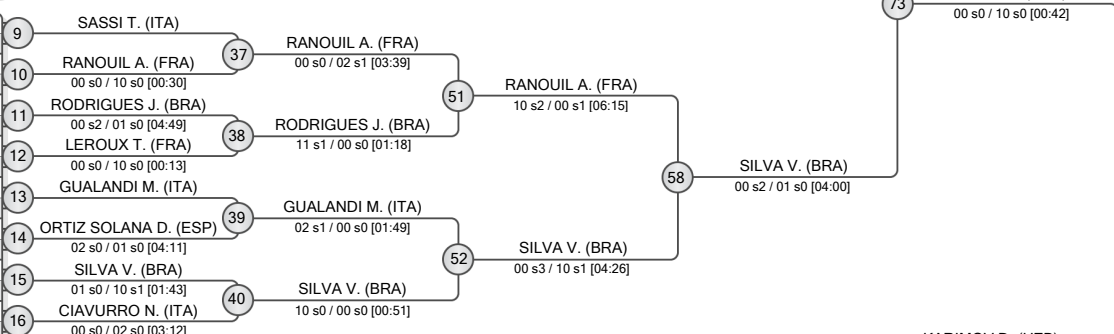 73
00 s0 / 10 s0 [00:42]
9
SASSI T. (ITA)
10
RANOUIL A. (FRA)
00 s0 / 10 s0 [00:30]
37
RANOUIL A. (FRA)
00 s0 / 02 s1 [03:39]
11
RODRIGUES J. (BRA)
00 s2 / 01 s0 [04:49]
12
LEROUX T. (FRA)
00 s0 / 10 s0 [00:13]
38
RODRIGUES J. (BRA)
11 s1 / 00 s0 [01:18]
51
RANOUIL A. (FRA)
10 s2 / 00 s1 [06:15]
13
GUALANDI M. (ITA)
14
ORTIZ SOLANA D. (ESP)
02 s0 / 01 s0 [04:11]
39
GUALANDI M. (ITA)
02 s1 / 00 s0 [01:49]
15
SILVA V. (BRA)
01 s0 / 10 s1 [01:43]
16
CIAVURRO N. (ITA)
00 s0 / 02 s0 [03:12]
40
SILVA V. (BRA)
10 s0 / 00 s0 [00:51]
52
SILVA V. (BRA)
00 s3 / 10 s1 [04:26]
58
SILVA V. (BRA)
00 s2 / 01 s0 [04:00]